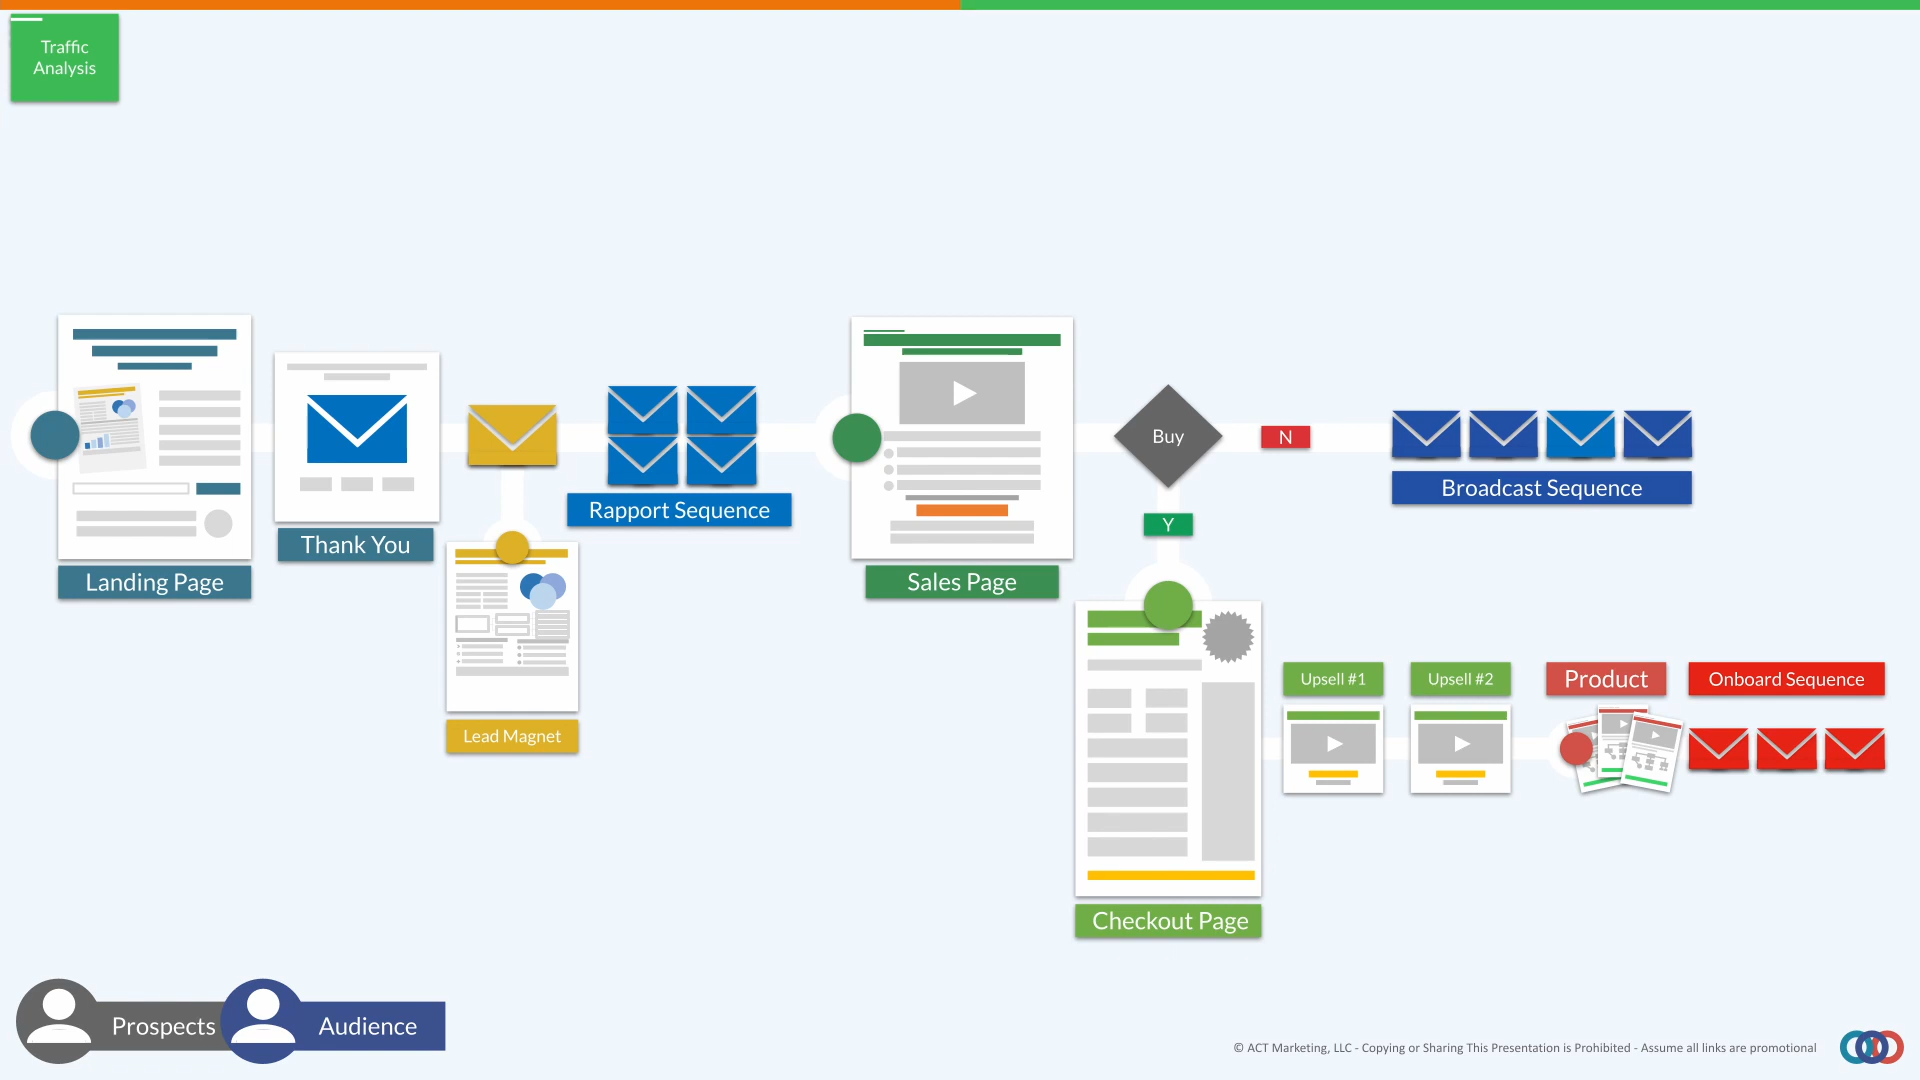 Traffic
Analysis
Landing Page
Thank You
Lead Magnet
Rapport Sequence
Sales Page
Buy
N
Y
Broadcast Sequence
Checkout Page
Upsell #1
Upsell #2
Product
Onboard Sequence
Prospects
Audience
© ACT Marketing, LLC - Copying or Sharing This Presentation is Prohibited - Assume all links are promotional